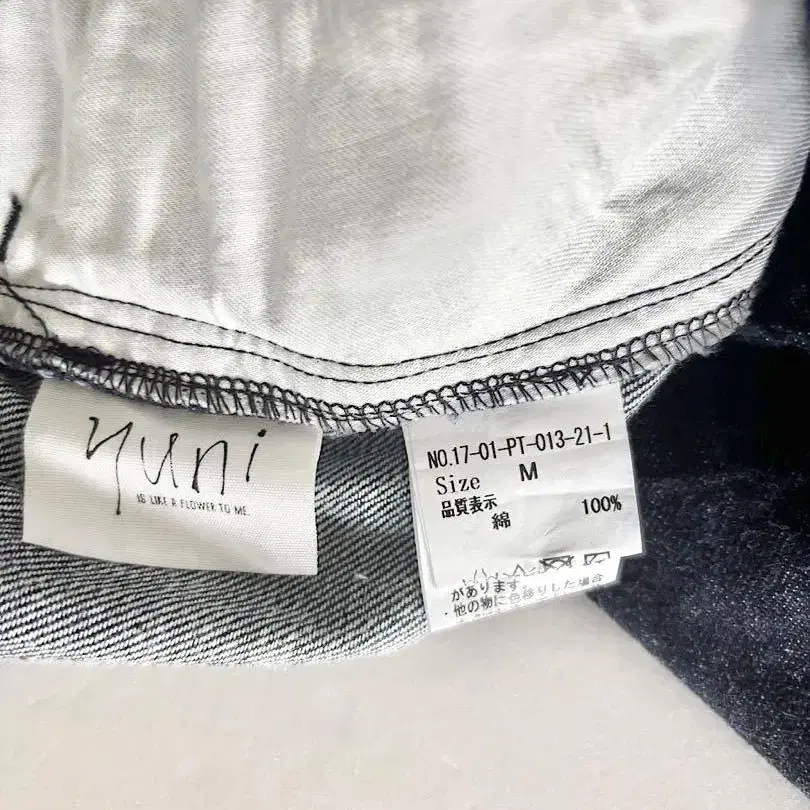 yuni
IS LIKE A FLOWER TO ME.
NO.17-01-PT-013-21-1
Size M
品質表示
綿 100%
があります
・他の物に色移りした場合